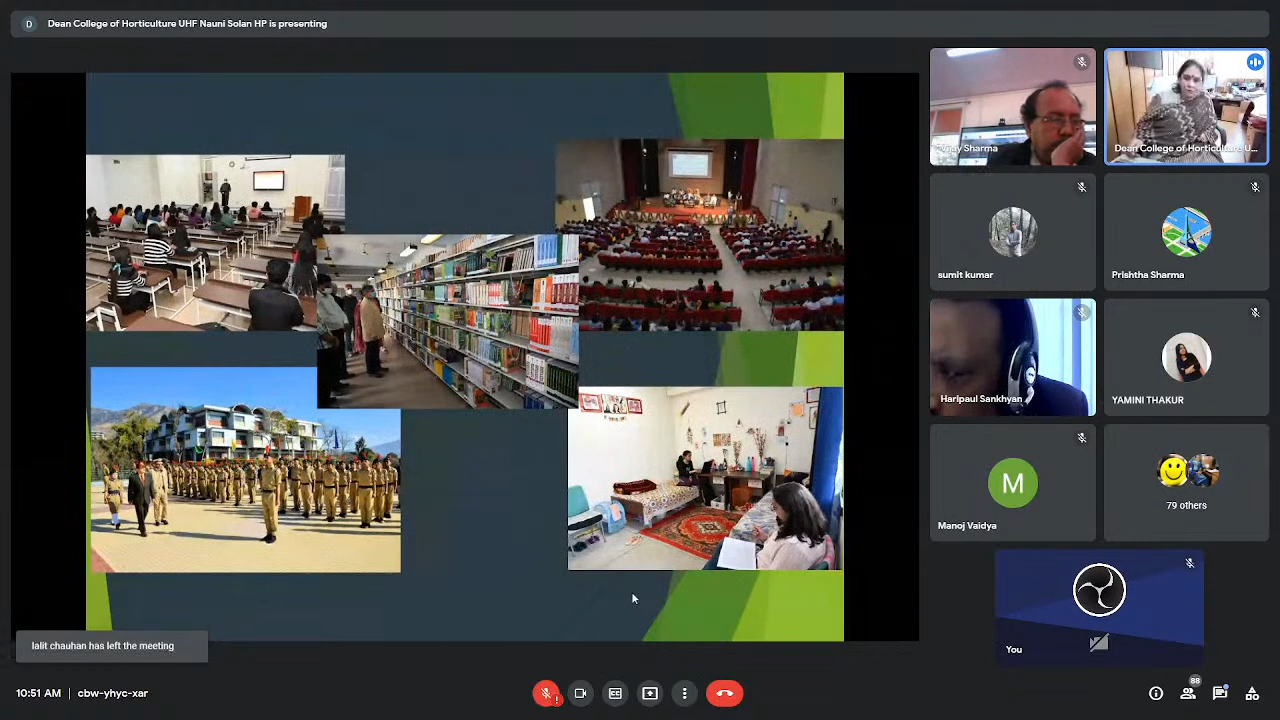 D
Dean College of Horticulture UHF Nauni Solan HP is presenting
Vijay Sharma
Dean College of Horticulture U...
sumit kumar
Prishtha Sharma
Haripaul Sankhyan
YAMINI THAKUR
M
Manoj Vaidya
79 others
You
lalit chauhan has left the meeting
10:51 AM | cbw-yhyc-xar
88